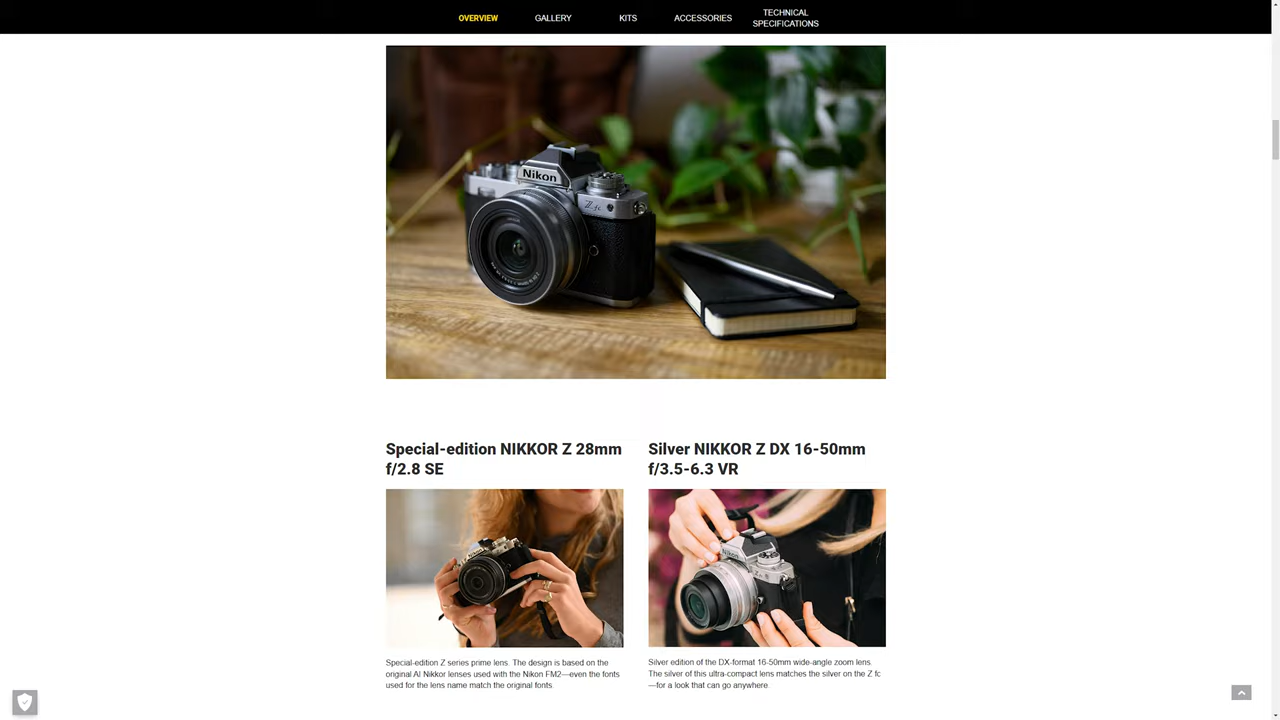 OVERVIEW
GALLERY
KITS
ACCESSORIES
TECHNICAL
SPECIFICATIONS
Nikon
Z fc
Special-edition NIKKOR Z 28mm
f/2.8 SE
Silver NIKKOR Z DX 16-50mm
f/3.5-6.3 VR
Nikon
Special-edition Z series prime lens. The design is based on the
original AI Nikkor lenses used with the Nikon FM2—even the fonts
used for the lens name match the original fonts.
Silver edition of the DX-format 16-50mm wide-angle zoom lens.
The silver of this ultra-compact lens matches the silver on the Z fc
—for a look that can go anywhere.